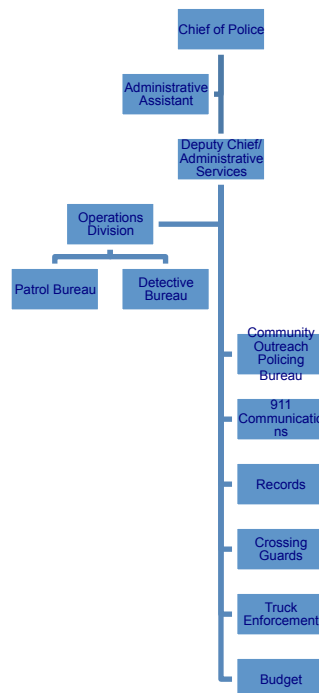 Chief of Police
Administrative
Assistant
Deputy Chief/
Administrative
Services
Operations
Division
Patrol Bureau
Detective
Bureau
Community
Outreach
Policing
Bureau
911
Communicatio
ns
Records
Crossing
Guards
Truck
Enforcement
Budget